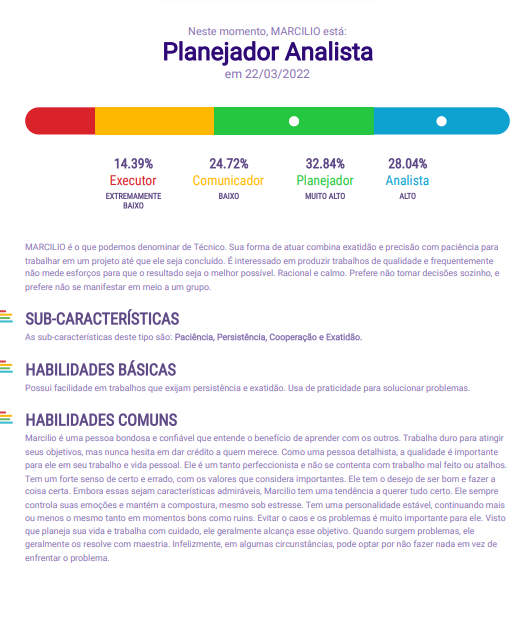 Neste momento, MARCILIO está:
Planejador Analista
em 22/03/2022
14.39%
24.72%
32.84%
28.04%
Executor
Comunicador
Planejador
Analista
EXTREMAMENTE
BAIXO
BAIXO
MUITO ALTO
ALTO
MARCILIO é o que podemos denominar de Técnico. Sua forma de atuar combina exatidão e precisão com paciência para
trabalhar em um projeto até que ele seja concluído. É interessado em produzir trabalhos de qualidade e frequentemente
não mede esforços para que o resultado seja o melhor possível. Racional e calmo. Prefere não tomar decisões sozinho, e
prefere não se manifestar em meio a um grupo.
SUB-CARACTERÍSTICAS
As sub-características deste tipo são: Paciência, Persistência, Cooperação e Exatidão.
HABILIDADES BÁSICAS
Possui facilidade em trabalhos que exijam persistência e exatidão. Usa de praticidade para solucionar problemas.
HABILIDADES COMUNS
Marcilio é uma pessoa bondosa e confiável que entende o benefício de aprender com os outros. Trabalha duro para atingir
seus objetivos, mas nunca hesita em dar crédito a quem merece. Como uma pessoa detalhista, a qualidade é importante
para ele em seu trabalho e vida pessoal. Ele é um tanto perfeccionista e não se contenta com trabalho mal feito ou atalhos.
Tem um forte senso de certo e errado, com os valores que considera importantes. Ele tem o desejo de ser bom e fazer a
coisa certa. Embora essas sejam características admiráveis, Marcilio tem uma tendência a querer tudo certo. Ele sempre
controla suas emoções e mantém a compostura, mesmo sob estresse. Tem uma personalidade estável, continuando mais
ou menos o mesmo tanto em momentos bons como ruins. Evitar o caos e os problemas é muito importante para ele. Visto
que planeja sua vida e trabalha com cuidado, ele geralmente alcança esse objetivo. Quando surgem problemas, ele
geralmente os resolve com maestria. Infelizmente, em algumas circunstâncias, pode optar por não fazer nada em vez de
enfrentar o problema.